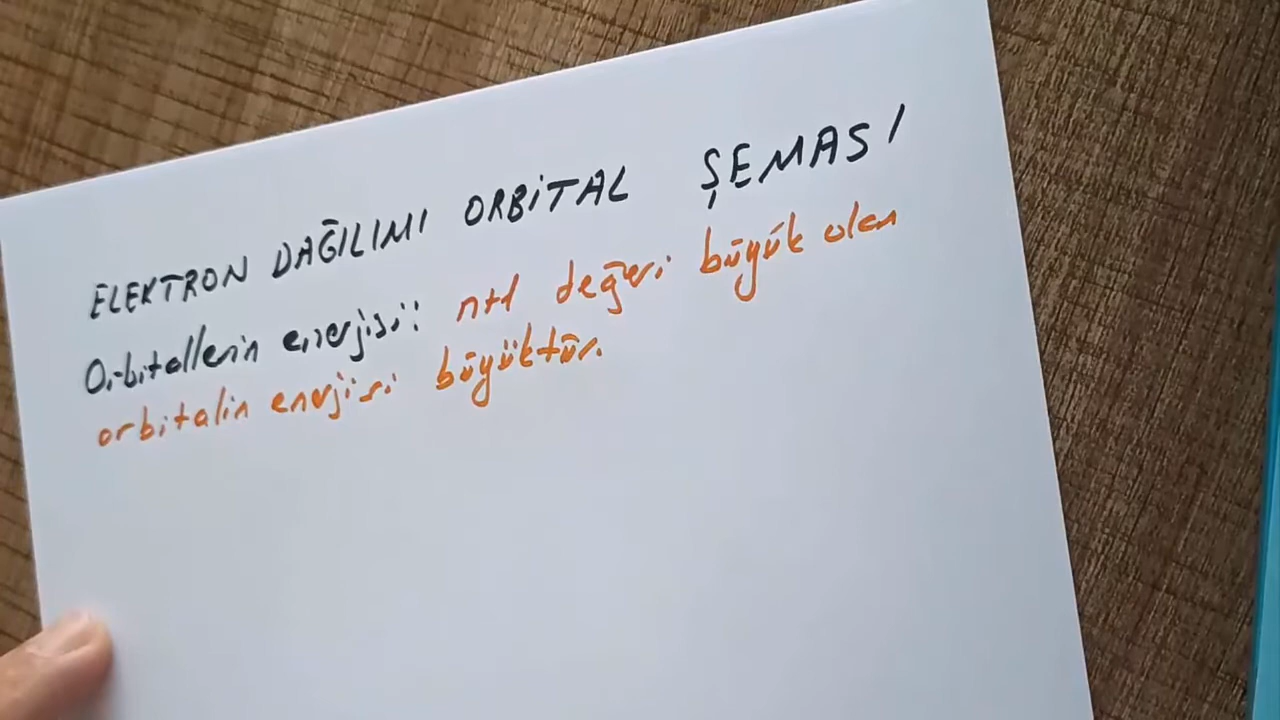 ELEKTRON DAĞILIMI ORBİTAL ŞEMASI
Orbitallerin enerjisi: n+l değeri büyük olan
orbitalin enerjisi büyüktür.